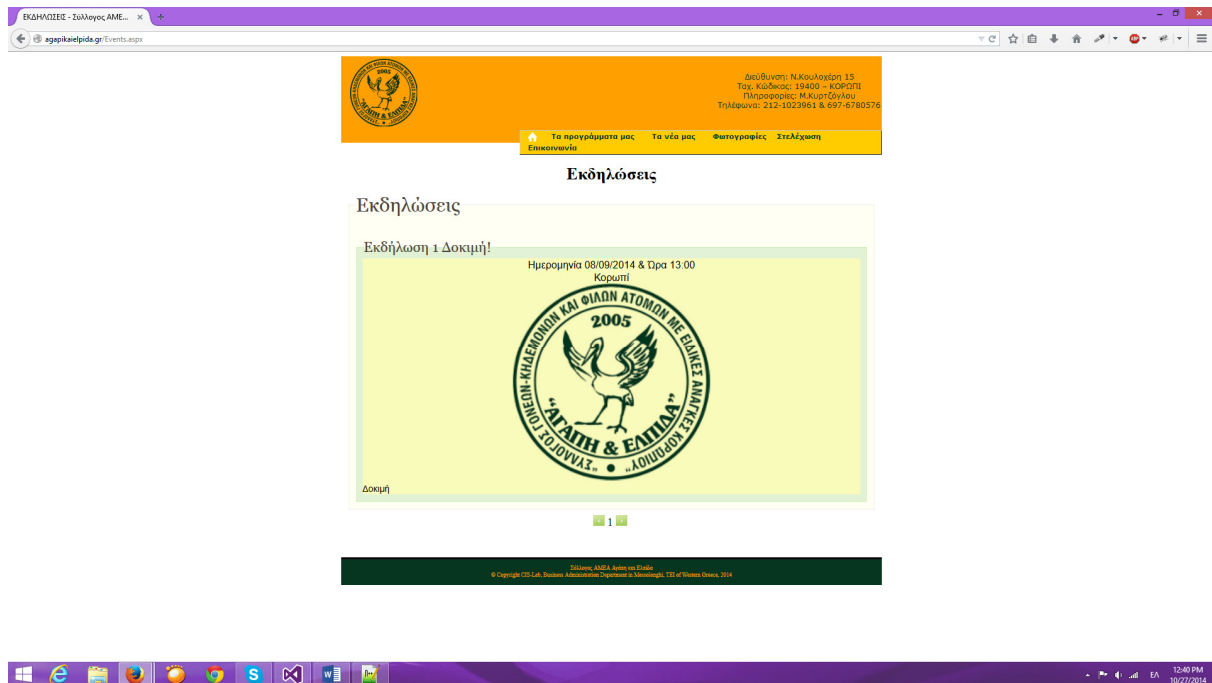 ΕΚΔΗΛΩΣΕΙΣ - Σύλλογος ΑΜΕ...
agapikaielpida.gr/Events.aspx
Διεύθυνση: Ν.Κουλοχέρη 15
Ταχ. Κώδικας: 19400 – ΚΟΡΩΠΙ
Πληροφορίες: Μ.Κυρτζόγλου
Τηλέφωνα: 212-1023961 & 697-6780576
2005
"ΑΓΑΠΗ & ΕΛΠΙΔΑ"
Τα προγράμματα μας Τα νέα μας Φωτογραφίες Στελέχωση
Επικοινωνία
Εκδηλώσεις
Εκδηλώσεις
Εκδήλωση 1 Δοκιμή!
Ημερομηνία 08/09/2014 & Ώρα 13:00
Κορωπί
"ΣΥΛΛΟΓΟΣ ΓΟΝΕΩΝ-ΚΗΔΕΜΟΝΩΝ ΚΑΙ ΦΙΛΩΝ ΑΤΟΜΩΝ ΜΕ ΕΙΔΙΚΕΣ ΑΝΑΓΚΕΣ ΚΟΡΩΠΙΟΥ"
2005
"ΑΓΑΠΗ & ΕΛΠΙΔΑ"
Δοκιμή
1
Σύλλογος ΑΜΕΑ Αγάπη και Ελπίδα
© Copyright CIS-Lab, Business Administration Department in Messolonghi, TEI of Western Greece, 2014
ΕΛ
12:40 PM
10/27/2014